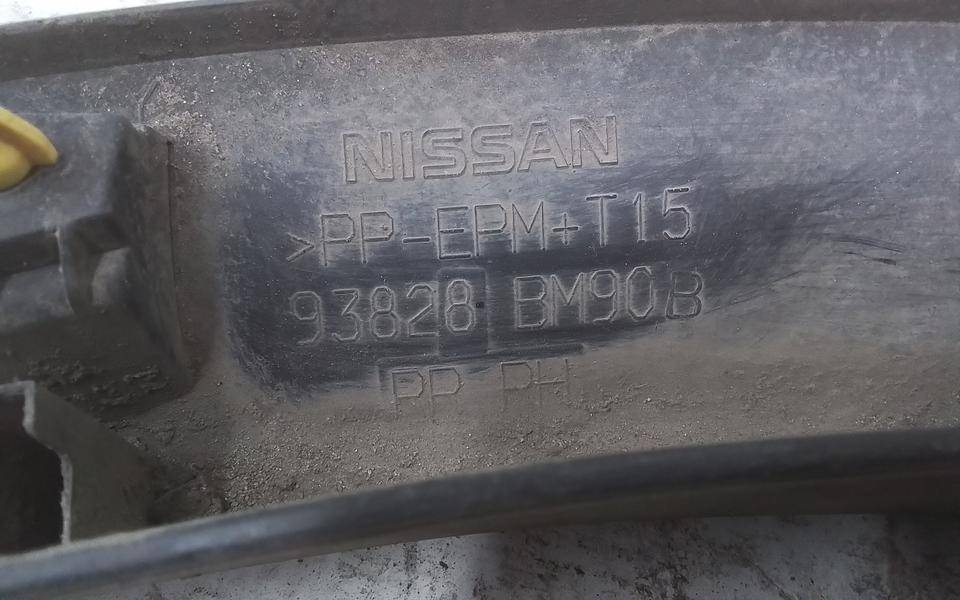 NISSAN
>PP-EPM+T15
93828 BM90B
PP PH